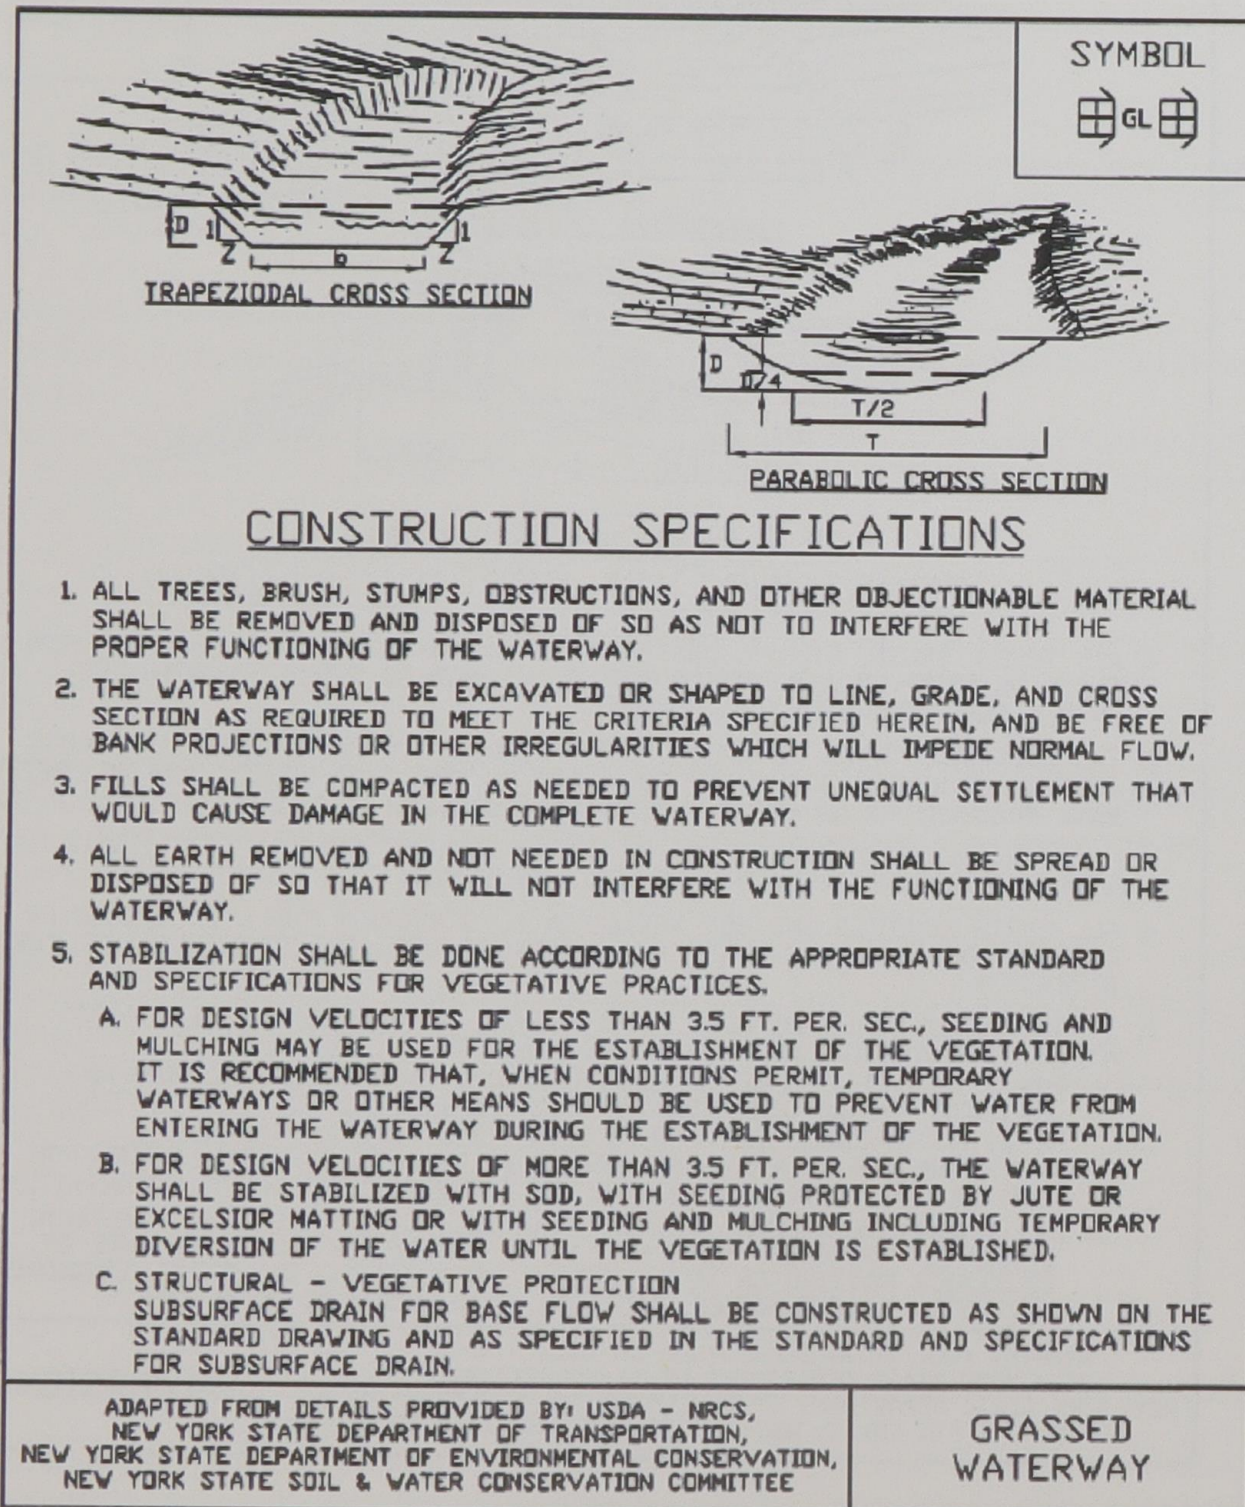 SYMBOL
GL
D 1 1
Z b Z
TRAPEZIODAL CROSS SECTION
D D/4
T/2
T
PARABOLIC CROSS SECTION
CONSTRUCTION SPECIFICATIONS
1. ALL TREES, BRUSH, STUMPS, OBSTRUCTIONS, AND OTHER OBJECTIONABLE MATERIAL
SHALL BE REMOVED AND DISPOSED OF SO AS NOT TO INTERFERE WITH THE
PROPER FUNCTIONING OF THE WATERWAY.
2. THE WATERWAY SHALL BE EXCAVATED OR SHAPED TO LINE, GRADE, AND CROSS
SECTION AS REQUIRED TO MEET THE CRITERIA SPECIFIED HEREIN, AND BE FREE OF
BANK PROJECTIONS OR OTHER IRREGULARITIES WHICH WILL IMPEDE NORMAL FLOW.
3. FILLS SHALL BE COMPACTED AS NEEDED TO PREVENT UNEQUAL SETTLEMENT THAT
WOULD CAUSE DAMAGE IN THE COMPLETE WATERWAY.
4. ALL EARTH REMOVED AND NOT NEEDED IN CONSTRUCTION SHALL BE SPREAD OR
DISPOSED OF SO THAT IT WILL NOT INTERFERE WITH THE FUNCTIONING OF THE
WATERWAY.
5. STABILIZATION SHALL BE DONE ACCORDING TO THE APPROPRIATE STANDARD
AND SPECIFICATIONS FOR VEGETATIVE PRACTICES.
A. FOR DESIGN VELOCITIES OF LESS THAN 3.5 FT. PER. SEC., SEEDING AND
MULCHING MAY BE USED FOR THE ESTABLISHMENT OF THE VEGETATION.
IT IS RECOMMENDED THAT, WHEN CONDITIONS PERMIT, TEMPORARY
WATERWAYS OR OTHER MEANS SHOULD BE USED TO PREVENT WATER FROM
ENTERING THE WATERWAY DURING THE ESTABLISHMENT OF THE VEGETATION.
B. FOR DESIGN VELOCITIES OF MORE THAN 3.5 FT. PER. SEC., THE WATERWAY
SHALL BE STABILIZED WITH SOD, WITH SEEDING PROTECTED BY JUTE OR
EXCELSIOR MATTING OR WITH SEEDING AND MULCHING INCLUDING TEMPORARY
DIVERSION OF THE WATER UNTIL THE VEGETATION IS ESTABLISHED.
C. STRUCTURAL - VEGETATIVE PROTECTION
SUBSURFACE DRAIN FOR BASE FLOW SHALL BE CONSTRUCTED AS SHOWN ON THE
STANDARD DRAWING AND AS SPECIFIED IN THE STANDARD AND SPECIFICATIONS
FOR SUBSURFACE DRAIN.
ADAPTED FROM DETAILS PROVIDED BY: USDA - NRCS,
NEW YORK STATE DEPARTMENT OF TRANSPORTATION,
NEW YORK STATE DEPARTMENT OF ENVIRONMENTAL CONSERVATION,
NEW YORK STATE SOIL & WATER CONSERVATION COMMITTEE
GRASSED
WATERWAY